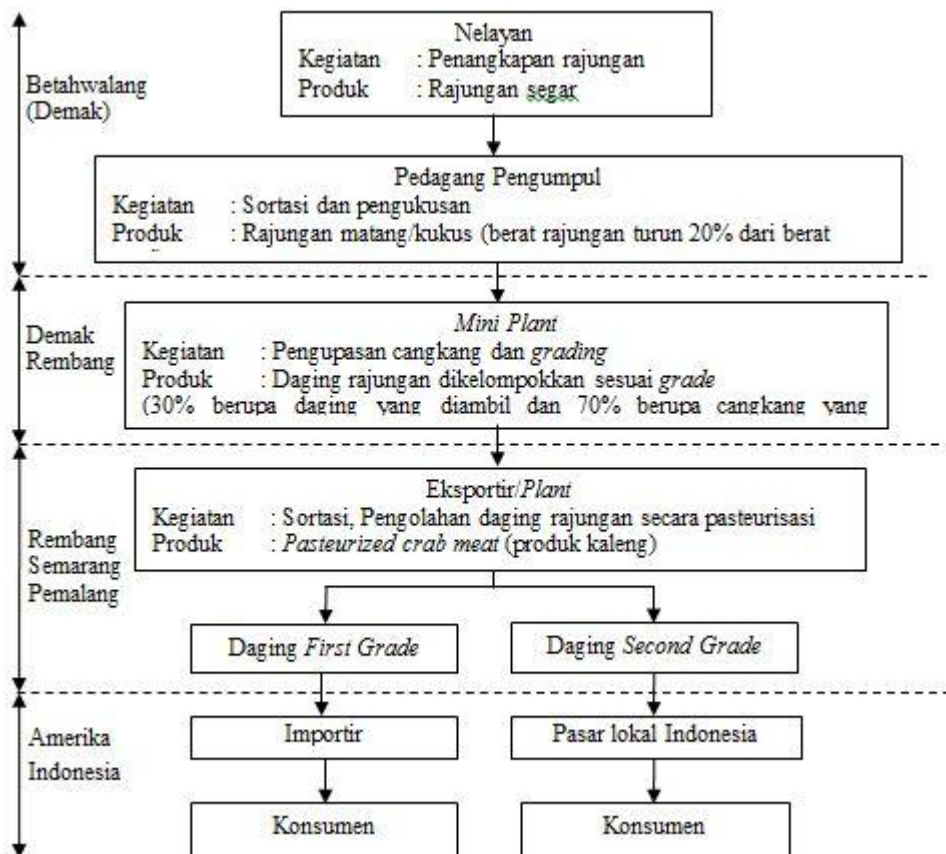 Nelayan
Kegiatan : Penangkapan rajungan
Produk : Rajungan segar
Betahwalang
(Demak)
Pedagang Pengumpul
Kegiatan : Sortasi dan pengukusan
Produk : Rajungan matang/kukus (berat rajungan turun 20% dari berat
Demak
Rembang
Mini Plant
Kegiatan : Pengupasan cangkang dan grading
Produk : Daging rajungan dikelompokkan sesuai grade
(30% berupa daging yang diambil dan 70% berupa cangkang yang
Rembang
Semarang
Pemalang
Eksportir/Plant
Kegiatan : Sortasi, Pengolahan daging rajungan secara pasteurisasi
Produk : Pasteurized crab meat (produk kaleng)
Daging First Grade
Daging Second Grade
Amerika
Indonesia
Importir
Pasar lokal Indonesia
Konsumen
Konsumen